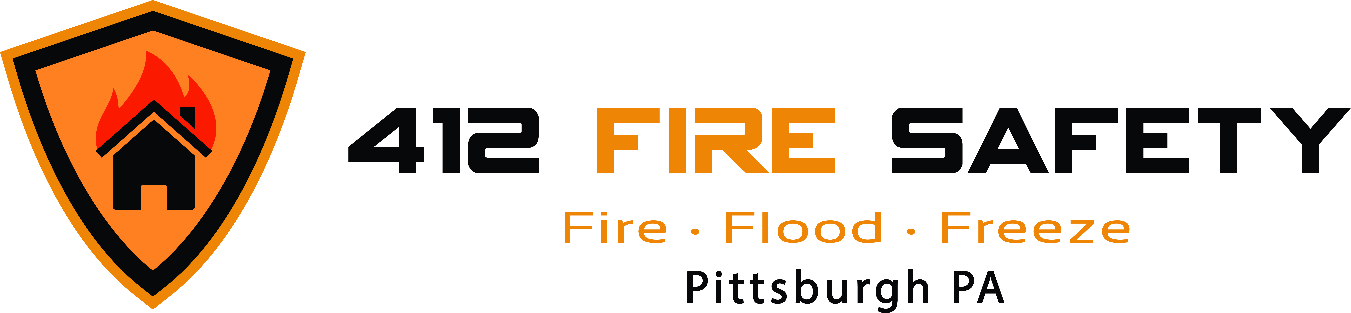 412 FIRE SAFETY
Fire · Flood · Freeze
Pittsburgh PA